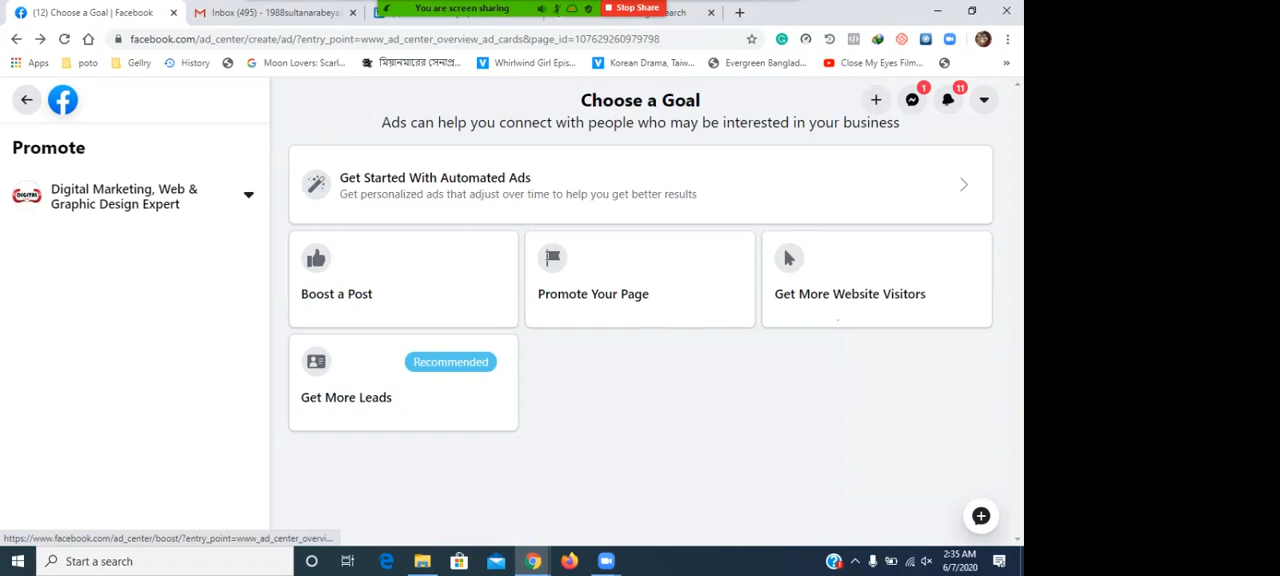 (12) Choose a Goal | Facebook
Inbox (495) - 1988sultanarabeya
earch
You are screen sharing
Stop Share
facebook.com/ad_center/create/ad/?entry_point=www_ad_center_overview_ad_cards&page_id=107629260979798
Apps
poto
Gellry
History
Moon Lovers: Scarl...
মিয়ানমারের সেনাপ্র...
Whirlwind Girl Epis...
Korean Drama, Taiw...
Evergreen Banglad...
Close My Eyes Film...
»
Promote
Digital Marketing, Web &
Graphic Design Expert
DIGITAL
Choose a Goal
Ads can help you connect with people who may be interested in your business
1
11
Get Started With Automated Ads
Get personalized ads that adjust over time to help you get better results
Boost a Post
Promote Your Page
Get More Website Visitors
Recommended
Get More Leads
https://www.facebook.com/ad_center/boost/?entry_point=www_ad_center_overvi...
Start a search
2:35 AM
6/7/2020